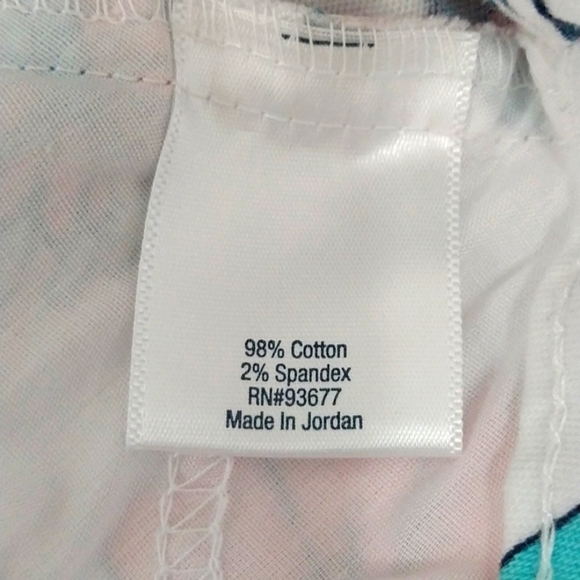 98% Cotton
2% Spandex
RN#93677
Made In Jordan